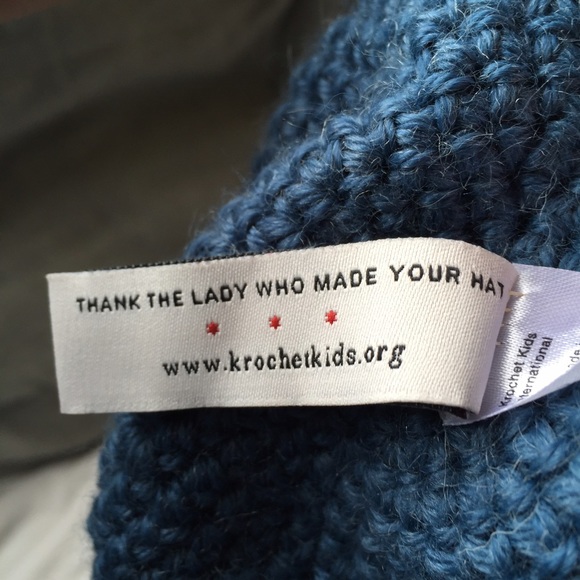 THANK THE LADY WHO MADE YOUR HAT
www.krochetkids.org
Krochet Kids